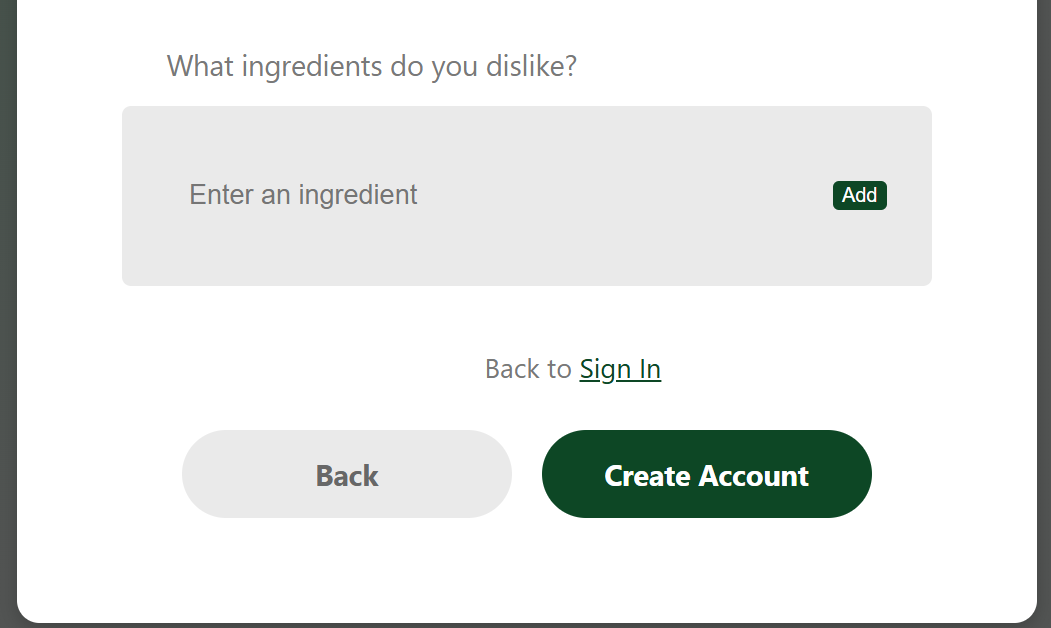 What ingredients do you dislike?
Enter an ingredient
Add
Back to Sign In
Back
Create Account